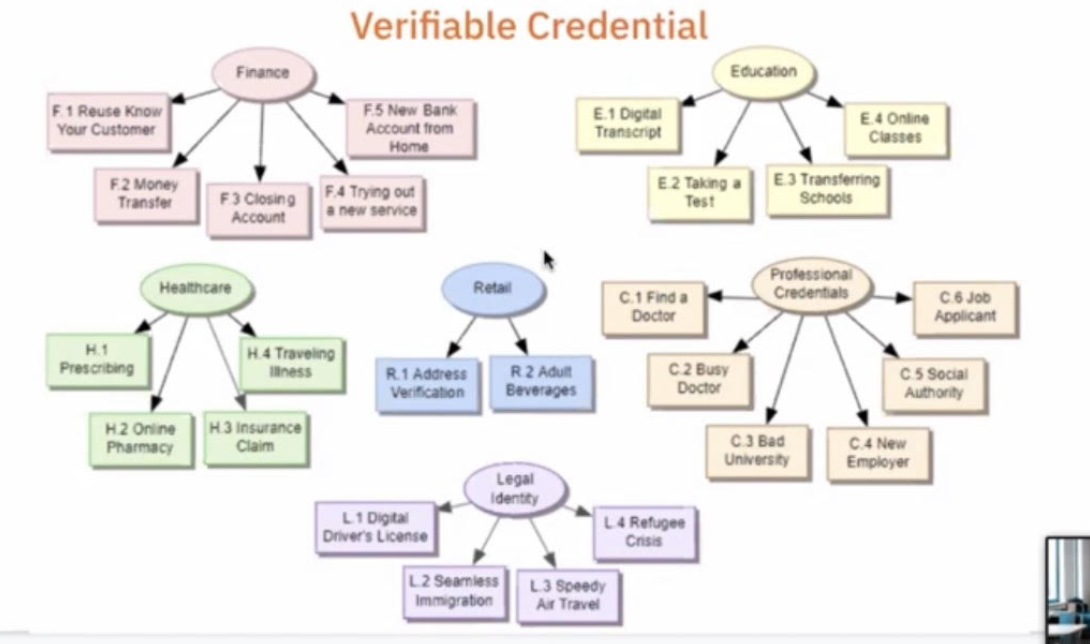 Verifiable Credential
Finance
F.1 Reuse Know
Your Customer
F.2 Money
Transfer
F.3 Closing
Account
F.4 Trying out
a new service
F.5 New Bank
Account from
Home
Education
E.1 Digital
Transcript
E.2 Taking a
Test
E.3 Transferring
Schools
E.4 Online
Classes
Healthcare
H.1
Prescribing
H.2 Online
Pharmacy
H.3 Insurance
Claim
H.4 Traveling
Illness
Retail
R.1 Address
Verification
R.2 Adult
Beverages
Professional
Credentials
C.1 Find a
Doctor
C.2 Busy
Doctor
C.3 Bad
University
C.4 New
Employer
C.5 Social
Authority
C.6 Job
Applicant
Legal
Identity
L.1 Digital
Driver's License
L.2 Seamless
Immigration
L.3 Speedy
Air Travel
L.4 Refugee
Crisis